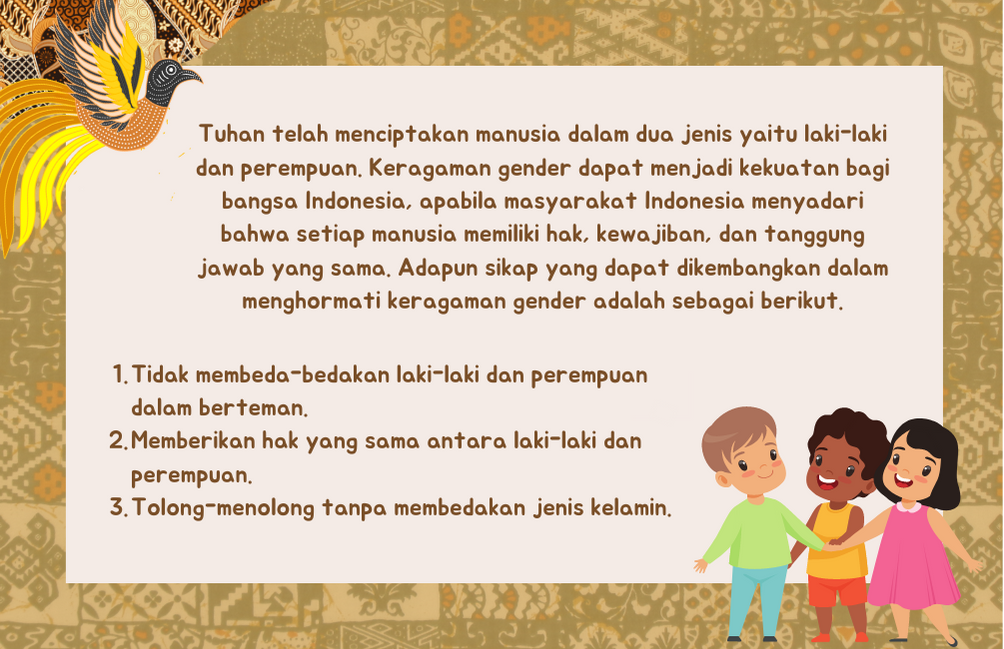 Tuhan telah menciptakan manusia dalam dua jenis yaitu laki-laki
dan perempuan. Keragaman gender dapat menjadi kekuatan bagi
bangsa Indonesia, apabila masyarakat Indonesia menyadari
bahwa setiap manusia memiliki hak, kewajiban, dan tanggung
jawab yang sama. Adapun sikap yang dapat dikembangkan dalam
menghormati keragaman gender adalah sebagai berikut.
1. Tidak membeda-bedakan laki-laki dan perempuan
dalam berteman.
2. Memberikan hak yang sama antara laki-laki dan
perempuan.
3. Tolong-menolong tanpa membedakan jenis kelamin.